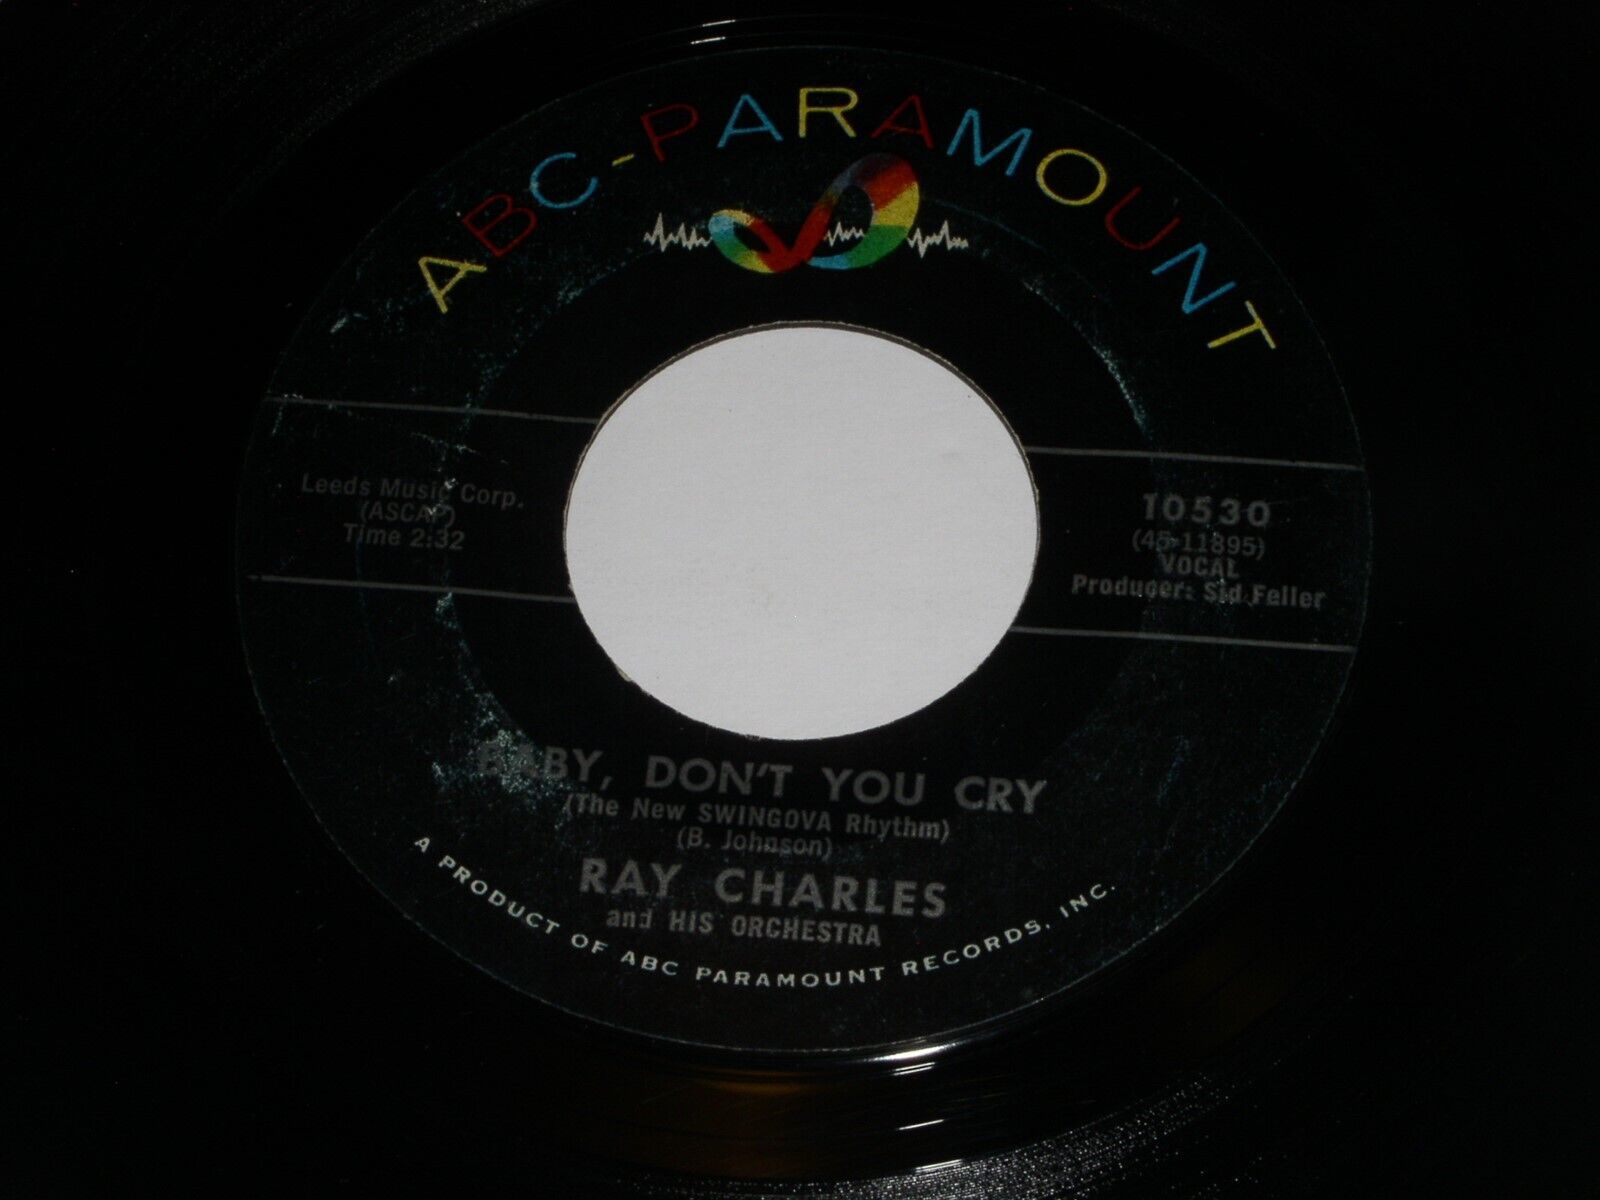 ABC-PARAMOUNT
Leeds Music Corp.
(ASCAP)
Time 2:32
10530
(45-11895)
VOCAL
Producer: Sid Feller
BABY, DON'T YOU CRY
(The New SWINGOVA Rhythm)
(B. Johnson)
RAY CHARLES
and HIS ORCHESTRA
A PRODUCT OF ABC PARAMOUNT RECORDS, INC.